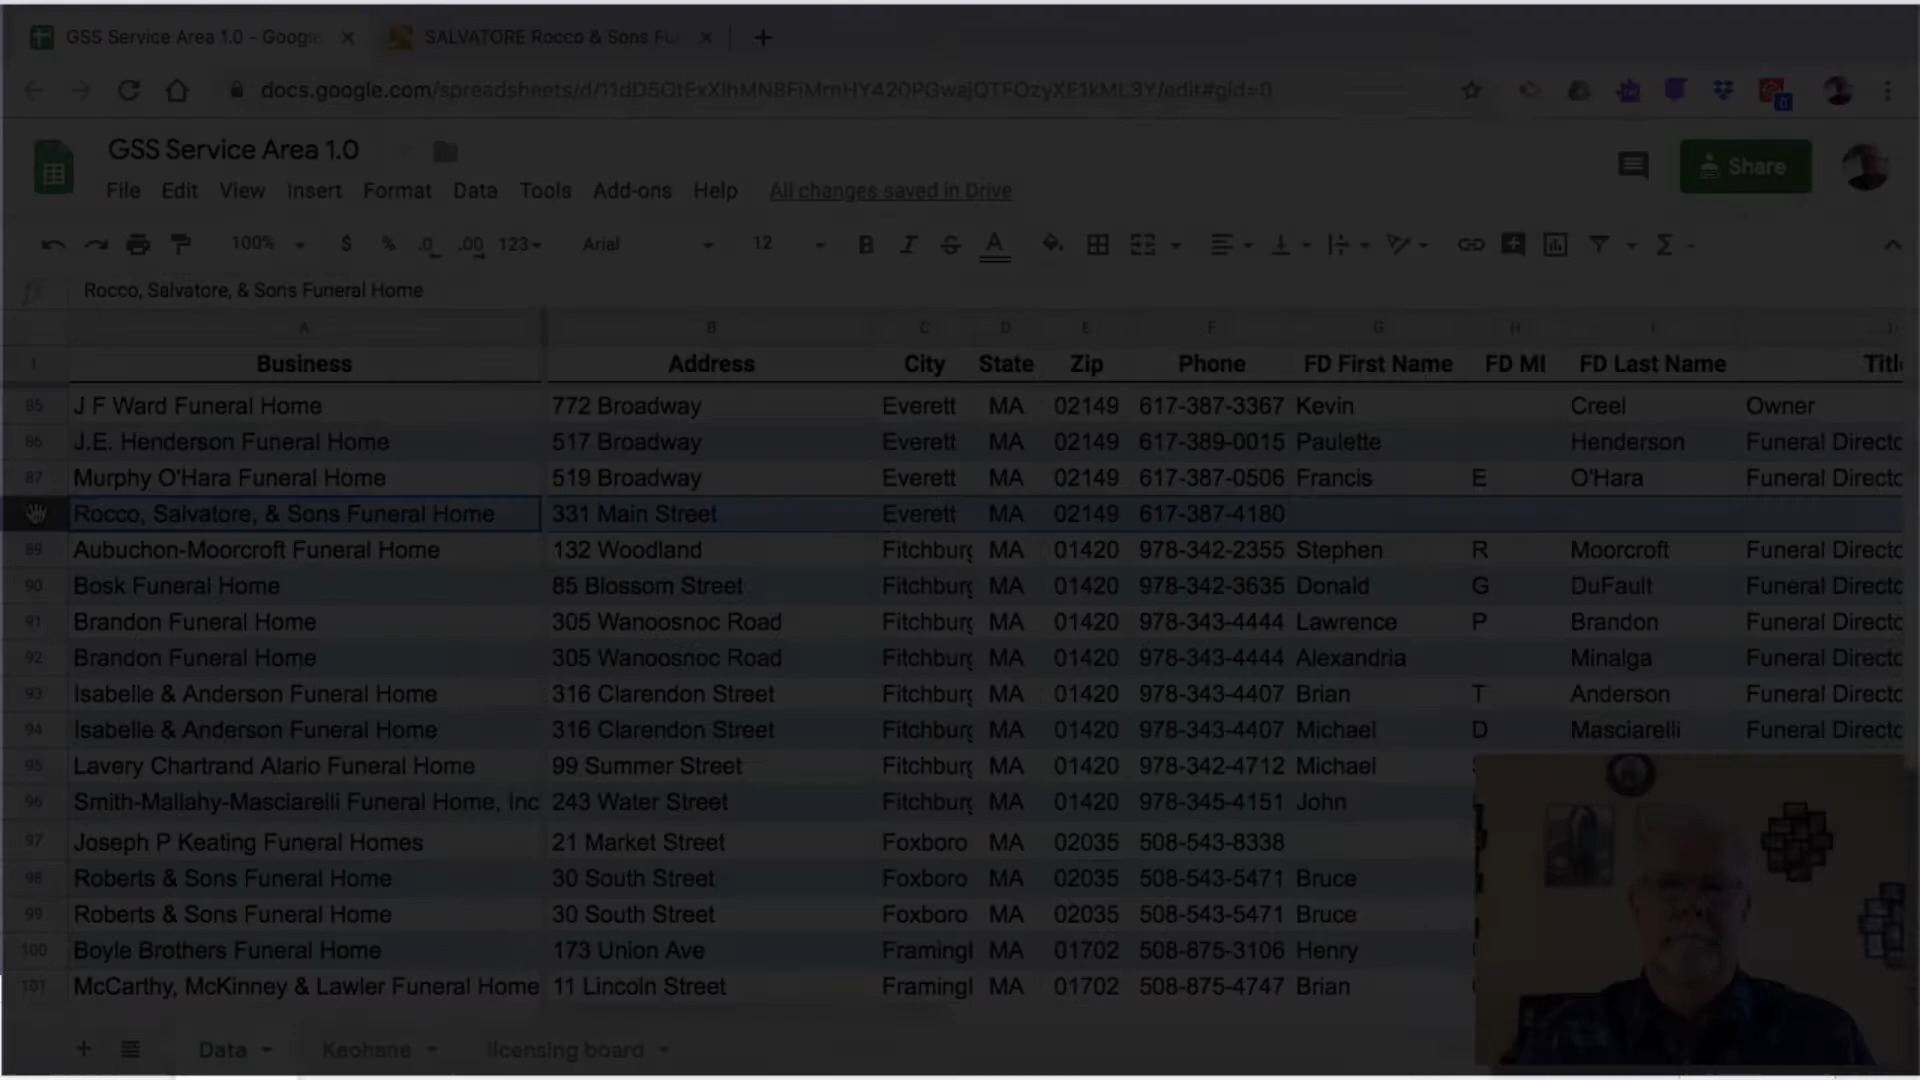 GSS Service Area 1.0 - Google
SALVATORE Rocco & Sons Fu
GSS Service Area 1.0
File Edit View Insert Format Data Tools Add-ons Help All changes saved in Drive
Share
100% $ % .0 .00 123 Arial 12 B I S A
fx Rocco, Salvatore, & Sons Funeral Home
A B C D E F G H I J
1 Business Address City State Zip Phone FD First Name FD MI FD Last Name Title
85 J F Ward Funeral Home 772 Broadway Everett MA 02149 617-387-3367 Kevin Creel Owner
86 J.E. Henderson Funeral Home 517 Broadway Everett MA 02149 617-389-0015 Paulette Henderson Funeral Directo
87 Murphy O'Hara Funeral Home 519 Broadway Everett MA 02149 617-387-0506 Francis E O'Hara Funeral Directo
Rocco, Salvatore, & Sons Funeral Home 331 Main Street Everett MA 02149 617-387-4180
89 Aubuchon-Moorcroft Funeral Home 132 Woodland Fitchburg MA 01420 978-342-2355 Stephen R Moorcroft Funeral Directo
90 Bosk Funeral Home 85 Blossom Street Fitchburg MA 01420 978-342-3635 Donald G DuFault Funeral Directo
91 Brandon Funeral Home 305 Wanoosnoc Road Fitchburg MA 01420 978-343-4444 Lawrence P Brandon Funeral Directo
92 Brandon Funeral Home 305 Wanoosnoc Road Fitchburg MA 01420 978-343-4444 Alexandria Minalga Funeral Directo
93 Isabelle & Anderson Funeral Home 316 Clarendon Street Fitchburg MA 01420 978-343-4407 Brian T Anderson Funeral Directo
94 Isabelle & Anderson Funeral Home 316 Clarendon Street Fitchburg MA 01420 978-343-4407 Michael D Masciarelli Funeral Directo
95 Lavery Chartrand Alario Funeral Home 99 Summer Street Fitchburg MA 01420 978-342-4712 Michael
96 Smith-Mallahy-Masciarelli Funeral Home, Inc 243 Water Street Fitchburg MA 01420 978-345-4151 John
97 Joseph P Keating Funeral Homes 21 Market Street Foxboro MA 02035 508-543-8338
98 Roberts & Sons Funeral Home 30 South Street Foxboro MA 02035 508-543-5471 Bruce
99 Roberts & Sons Funeral Home 30 South Street Foxboro MA 02035 508-543-5471 Bruce
100 Boyle Brothers Funeral Home 173 Union Ave Framingl MA 01702 508-875-3106 Henry
101 McCarthy, McKinney & Lawler Funeral Home 11 Lincoln Street Framingl MA 01702 508-875-4747 Brian
Data Keohane licensing board